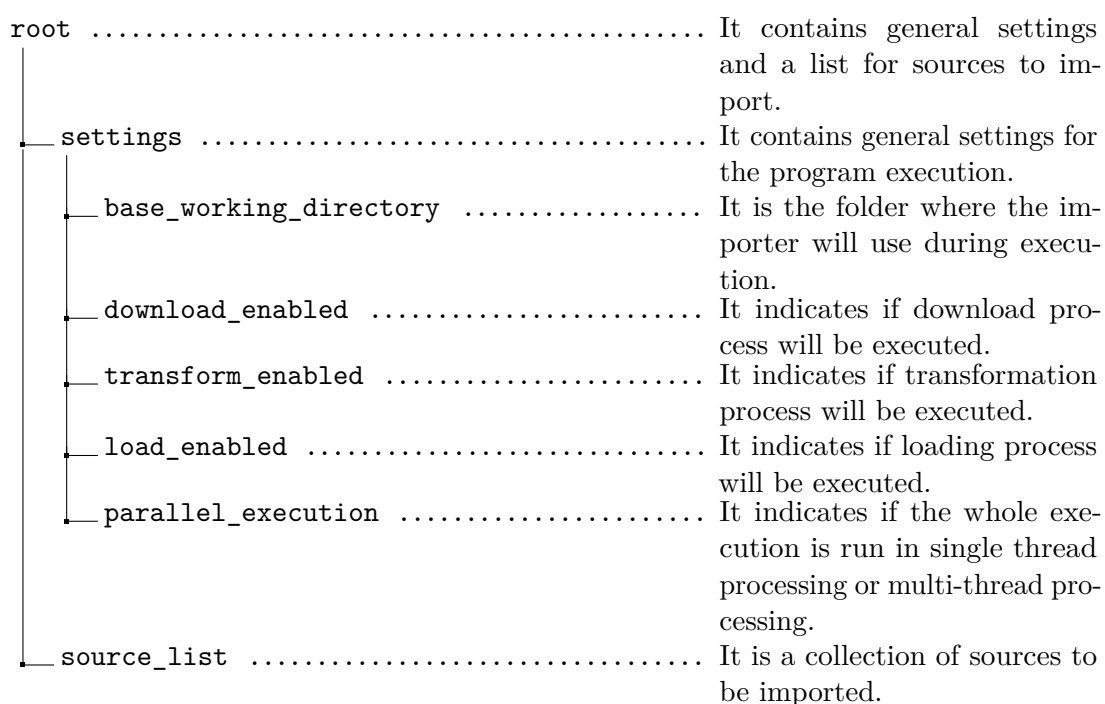 root ............................................. It contains general settings
and a list for sources to im-
port.
settings ..................................... It contains general settings for
the program execution.
base_working_directory .................. It is the folder where the im-
porter will use during execu-
tion.
download_enabled ......................... It indicates if download pro-
cess will be executed.
transform_enabled ........................ It indicates if transformation
process will be executed.
load_enabled .............................. It indicates if loading process
will be executed.
parallel_execution ....................... It indicates if the whole exe-
cution is run in single thread
processing or multi-thread pro-
cessing.
source_list .................................. It is a collection of sources to
be imported.